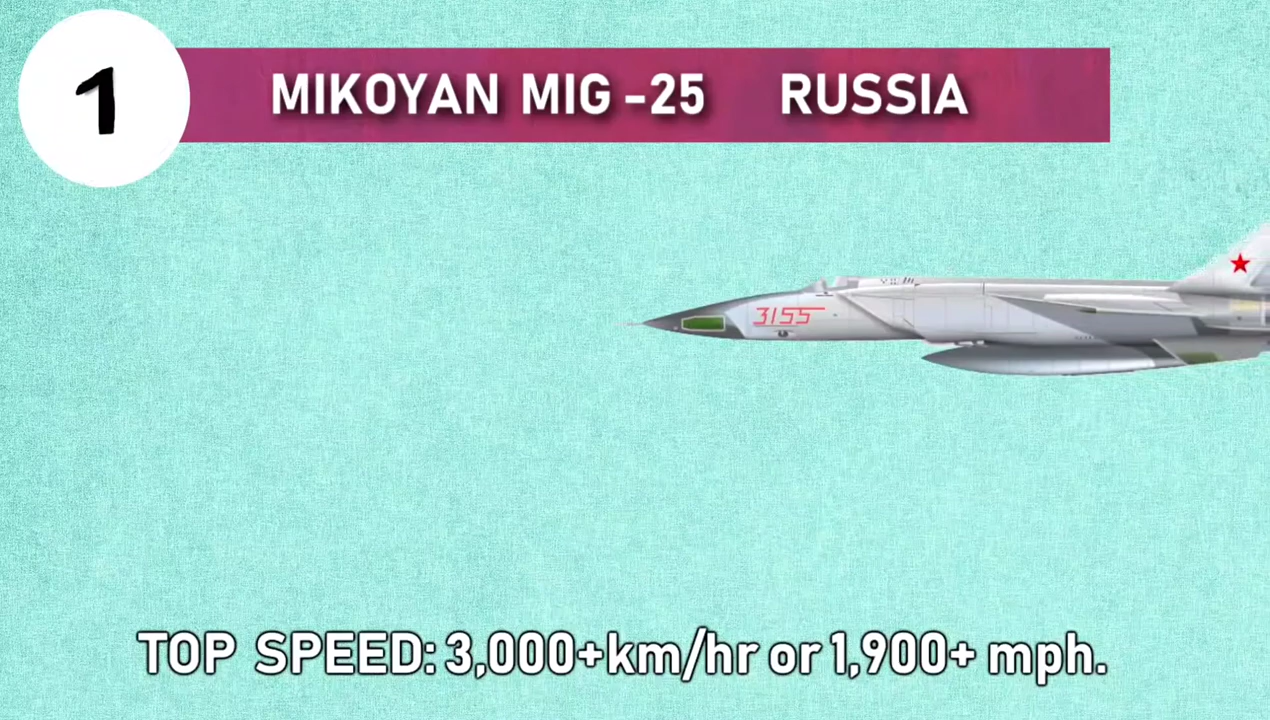 1
MIKOYAN MIG -25 RUSSIA
3155
TOP SPEED: 3,000+km/hr or 1,900+ mph.